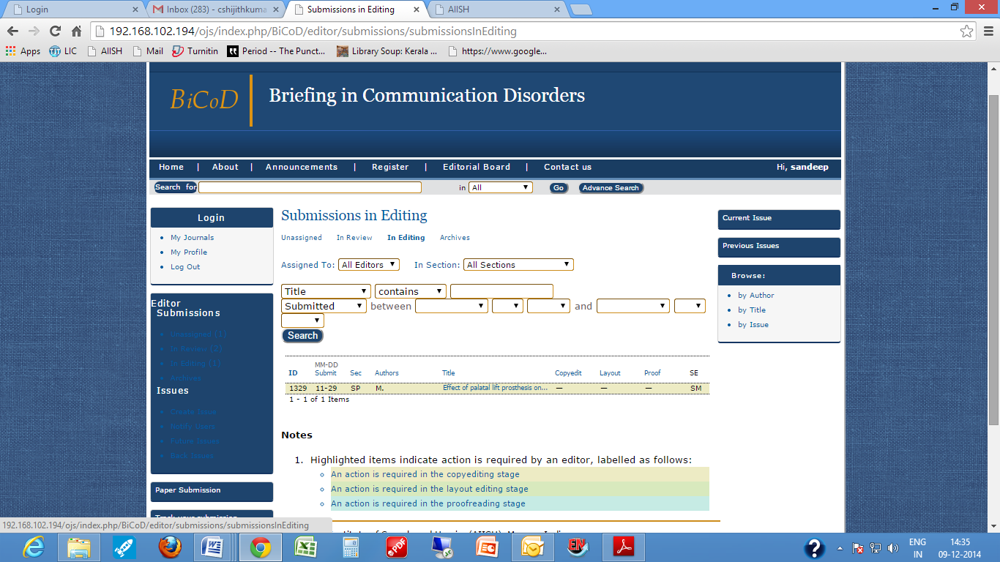 Login
Inbox (283) - cshijithkuma
Submissions in Editing
AIISH
192.168.102.194/ojs/index.php/BiCoD/editor/submissions/submissionsInEditing
Apps LIC AIISH Mail Turnitin Period -- The Punct... Library Soup: Kerala ... https://www.google...
BiCoD
Briefing in Communication Disorders
Home | About | Announcements | Register | Editorial Board | Contact us
Hi, sandeep
Search for in All Go Advance Search
Login
My Journals
My Profile
Log Out
Editor
Submissions
Unassigned (1)
In Review (2)
In Editing (1)
Archives
Issues
Create Issue
Notify Users
Future Issues
Back Issues
Paper Submission
Track your submission
Submissions in Editing
Unassigned In Review In Editing Archives
Assigned To: All Editors In Section: All Sections
Title contains
Submitted between and
Search
MM-DD
ID Submit Sec Authors Title Copyedit Layout Proof SE
1329 11-29 SP M. Effect of palatal lift prosthesis on... — — — SM
1 - 1 of 1 Items
Notes
1. Highlighted items indicate action is required by an editor, labelled as follows:
An action is required in the copyediting stage
An action is required in the layout editing stage
An action is required in the proofreading stage
Current Issue
Previous Issues
Browse:
by Author
by Title
by Issue
192.168.102.194/ojs/index.php/BiCoD/editor/submissions/submissionsInEditing
ENG
IN
14:35
09-12-2014